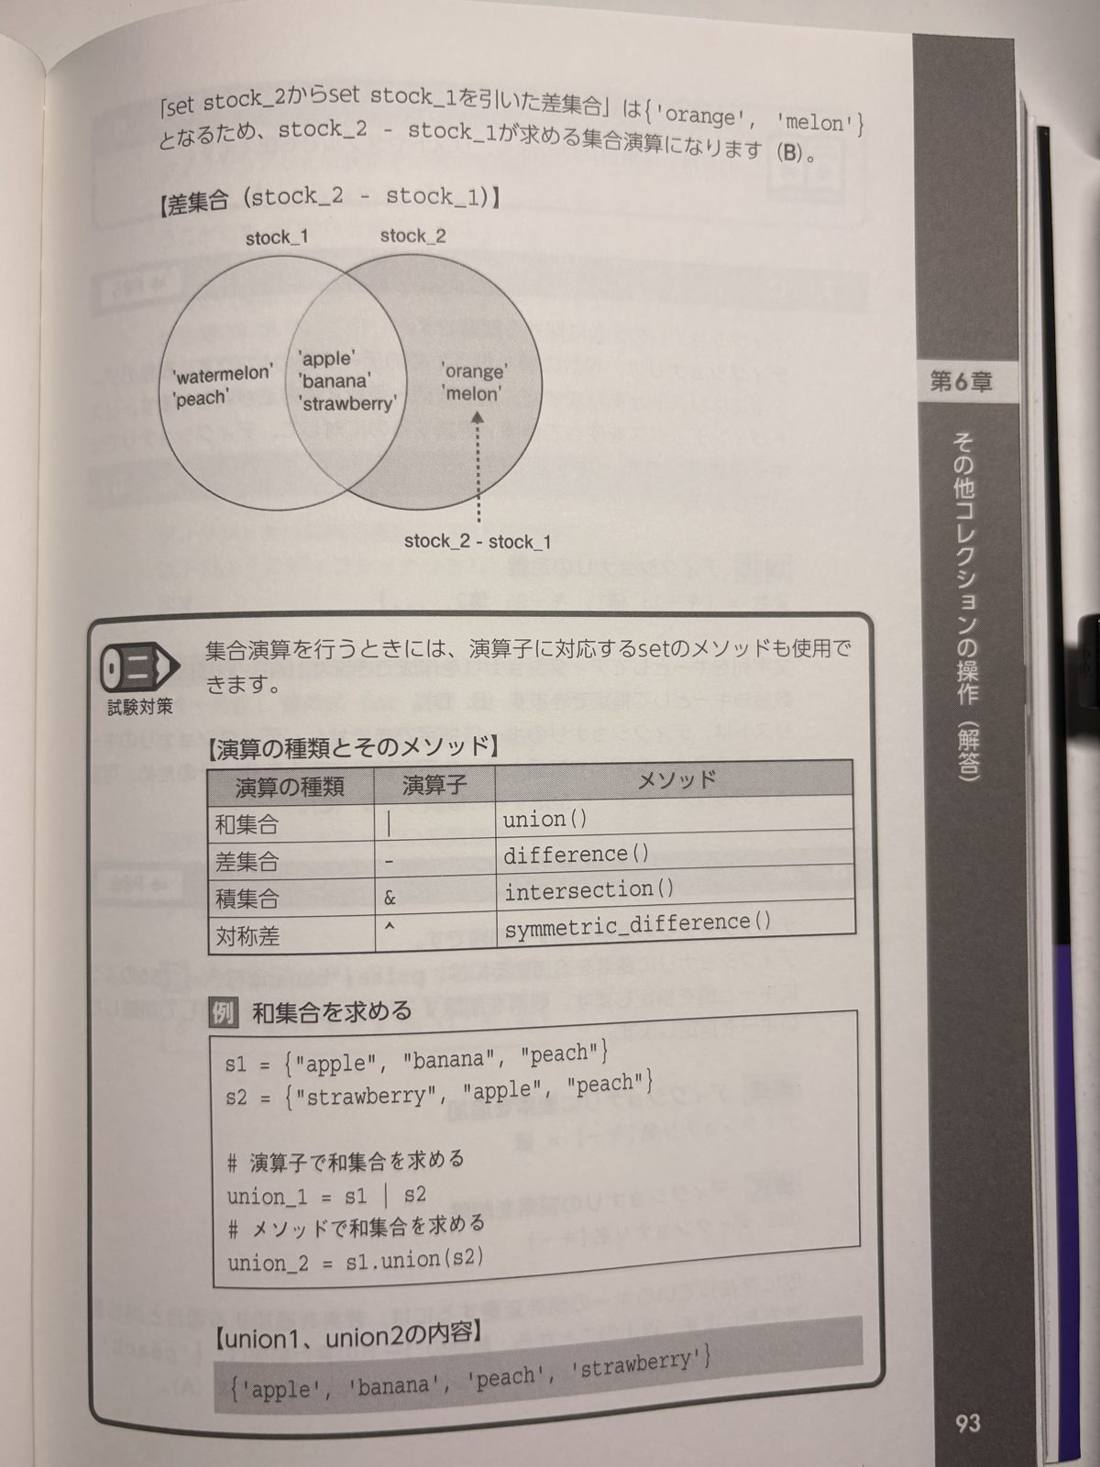 「set stock_2からset stock_1を引いた差集合」は{'orange', 'melon'}
となるため、stock_2 - stock_1が求める集合演算になります（B）。
【差集合（stock_2 - stock_1)】
stock_1
stock_2
'watermelon'
'peach'
'apple'
'banana'
'strawberry'
'orange'
'melon'
stock_2 - stock_1
試験対策
集合演算を行うときには、演算子に対応するsetのメソッドも使用で
きます。
【演算の種類とそのメソッド】
演算の種類 演算子 メソッド
和集合 | union()
差集合 - difference()
積集合 & intersection()
対称差 ^ symmetric_difference()
例 和集合を求める
s1 = {"apple", "banana", "peach"}
s2 = {"strawberry", "apple", "peach"}
# 演算子で和集合を求める
union_1 = s1 | s2
# メソッドで和集合を求める
union_2 = s1.union(s2)
【union1、union2の内容】
{'apple', 'banana', 'peach', 'strawberry'}
第6章
その他コレクションの操作（解答）
93